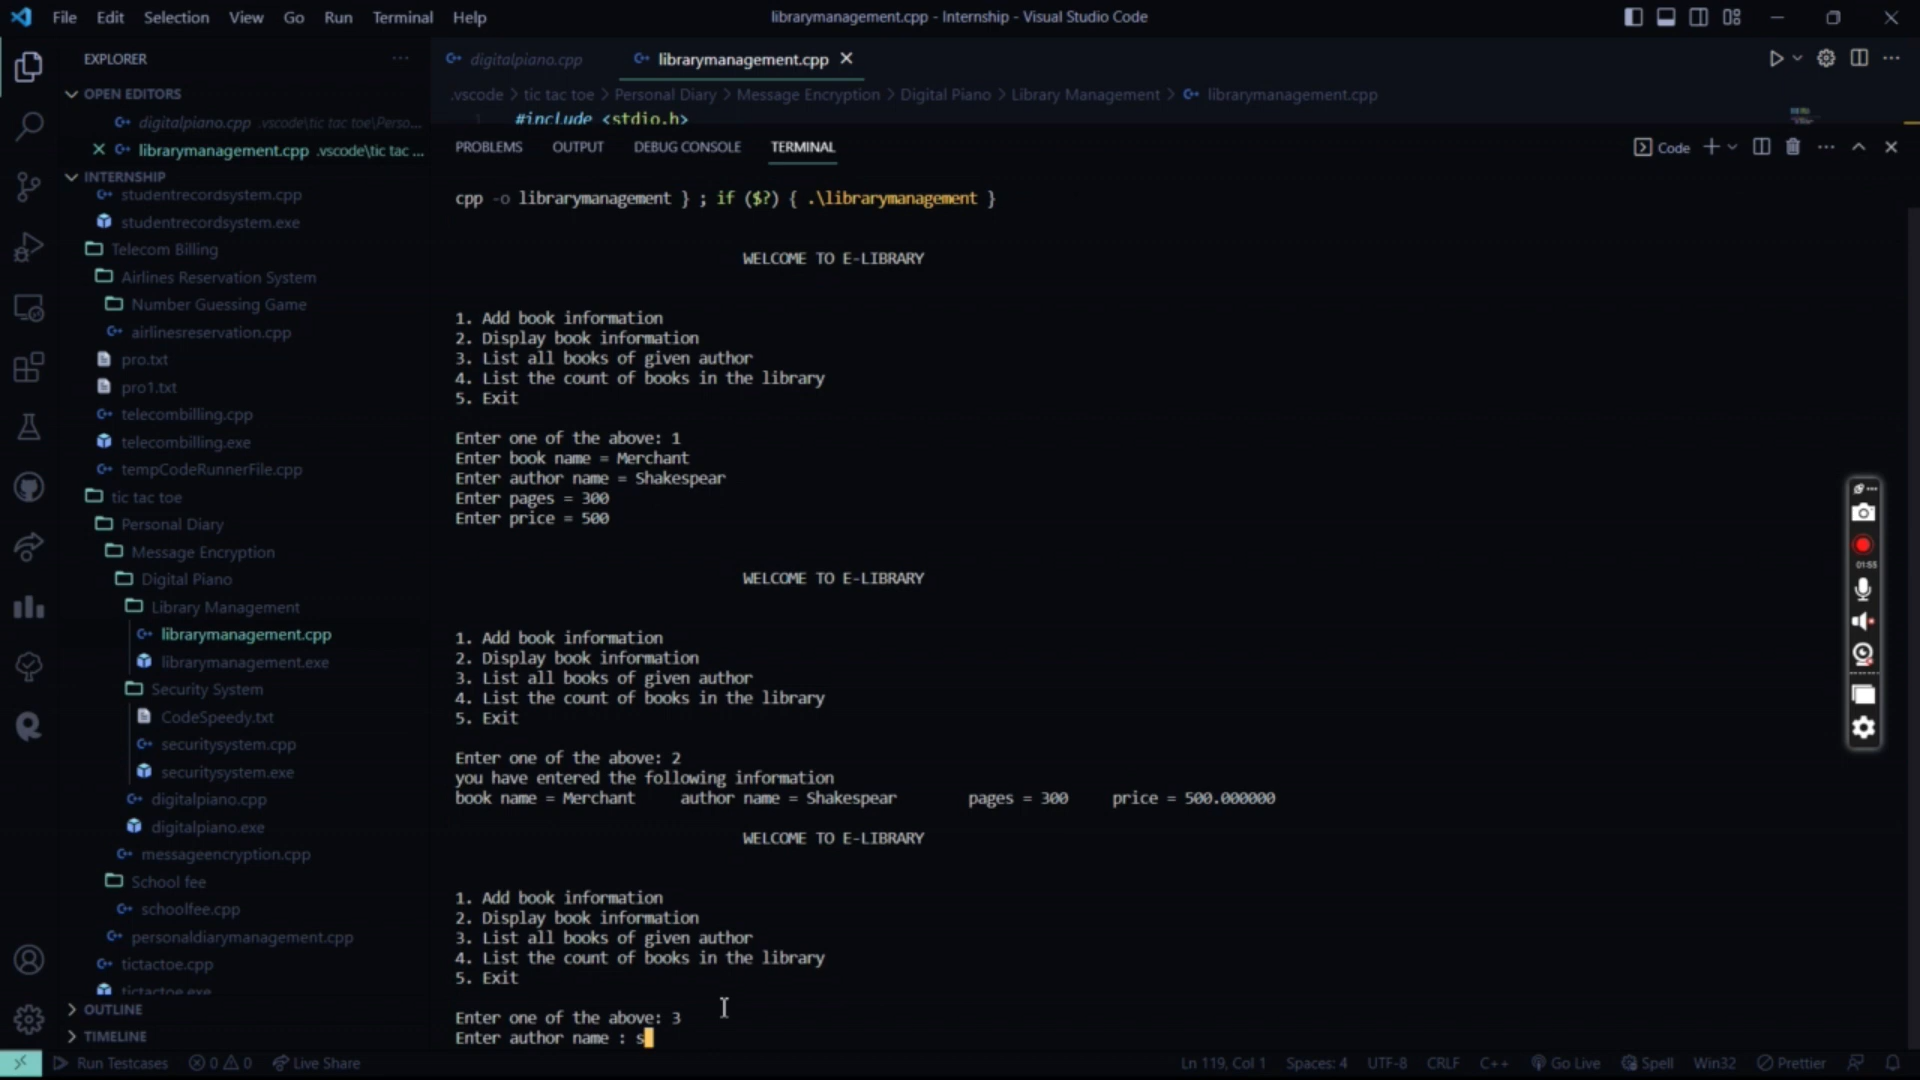 File Edit Selection View Go Run Terminal Help
librarymanagement.cpp - Internship - Visual Studio Code
EXPLORER
OPEN EDITORS
digitalpiano.cpp .vscode\tic tac toe\Perso...
librarymanagement.cpp .vscode\tic tac ...
INTERNSHIP
studentrecordsystem.cpp
studentrecordsystem.exe
Telecom Billing
Airlines Reservation System
Number Guessing Game
airlinesreservation.cpp
pro.txt
pro1.txt
telecombilling.cpp
telecombilling.exe
tempCodeRunnerFile.cpp
tic tac toe
Personal Diary
Message Encryption
Digital Piano
Library Management
librarymanagement.cpp
librarymanagement.exe
Security System
CodeSpeedy.txt
securitysystem.cpp
securitysystem.exe
digitalpiano.cpp
digitalpiano.exe
messageencryption.cpp
School fee
schoolfee.cpp
personaldiarymanagement.cpp
tictactoe.cpp
tictactoe.exe
OUTLINE
TIMELINE
digitalpiano.cpp
librarymanagement.cpp
.vscode > tic tac toe > Personal Diary > Message Encryption > Digital Piano > Library Management > librarymanagement.cpp
1 #include <stdio.h>
PROBLEMS OUTPUT DEBUG CONSOLE TERMINAL
Code
cpp -o librarymanagement } ; if ($?) { .\librarymanagement }
WELCOME TO E-LIBRARY
1. Add book information
2. Display book information
3. List all books of given author
4. List the count of books in the library
5. Exit
Enter one of the above: 1
Enter book name = Merchant
Enter author name = Shakespear
Enter pages = 300
Enter price = 500
WELCOME TO E-LIBRARY
1. Add book information
2. Display book information
3. List all books of given author
4. List the count of books in the library
5. Exit
Enter one of the above: 2
you have entered the following information
book name = Merchant author name = Shakespear pages = 300 price = 500.000000
WELCOME TO E-LIBRARY
1. Add book information
2. Display book information
3. List all books of given author
4. List the count of books in the library
5. Exit
Enter one of the above: 3
Enter author name : s
01:55
Run Testcases 0 0 Live Share
Ln 119, Col 1 Spaces: 4 UTF-8 CRLF C++ Go Live Spell Win32 Prettier